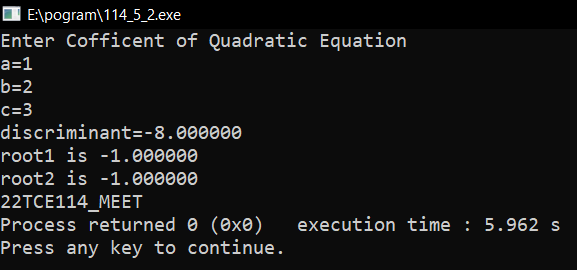 E:\pogram\114_5_2.exe
Enter Cofficent of Quadratic Equation
a=1
b=2
c=3
discriminant=-8.000000
root1 is -1.000000
root2 is -1.000000
22TCE114_MEET
Process returned 0 (0x0)   execution time : 5.962 s
Press any key to continue.